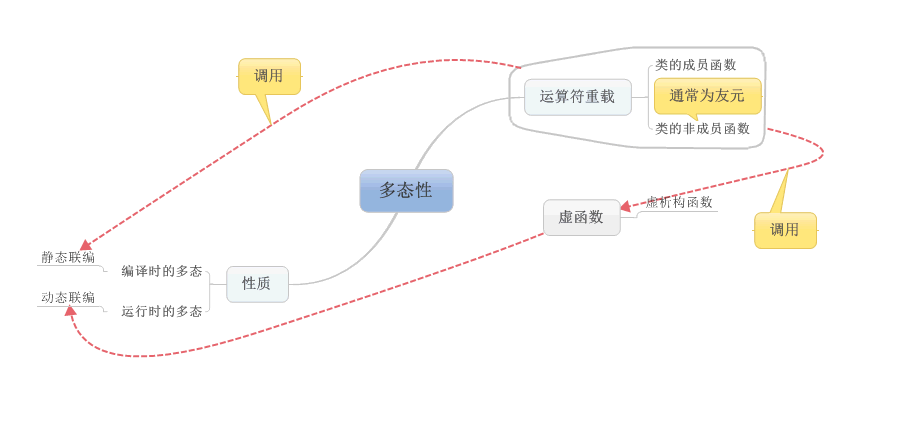 调用
类的成员函数
运算符重载
通常为友元
类的非成员函数
多态性
虚析构函数
虚函数
调用
静态联编
编译时的多态
性质
动态联编
运行时的多态